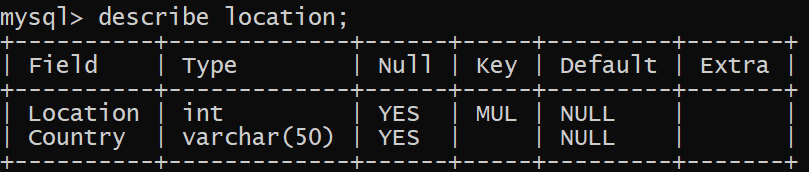 mysql> describe location;
+----------+-------------+------+-----+---------+-------+
| Field    | Type        | Null | Key | Default | Extra |
+----------+-------------+------+-----+---------+-------+
| Location | int         | YES  | MUL | NULL    |       |
| Country  | varchar(50) | YES  |     | NULL    |       |
+----------+-------------+------+-----+---------+-------+